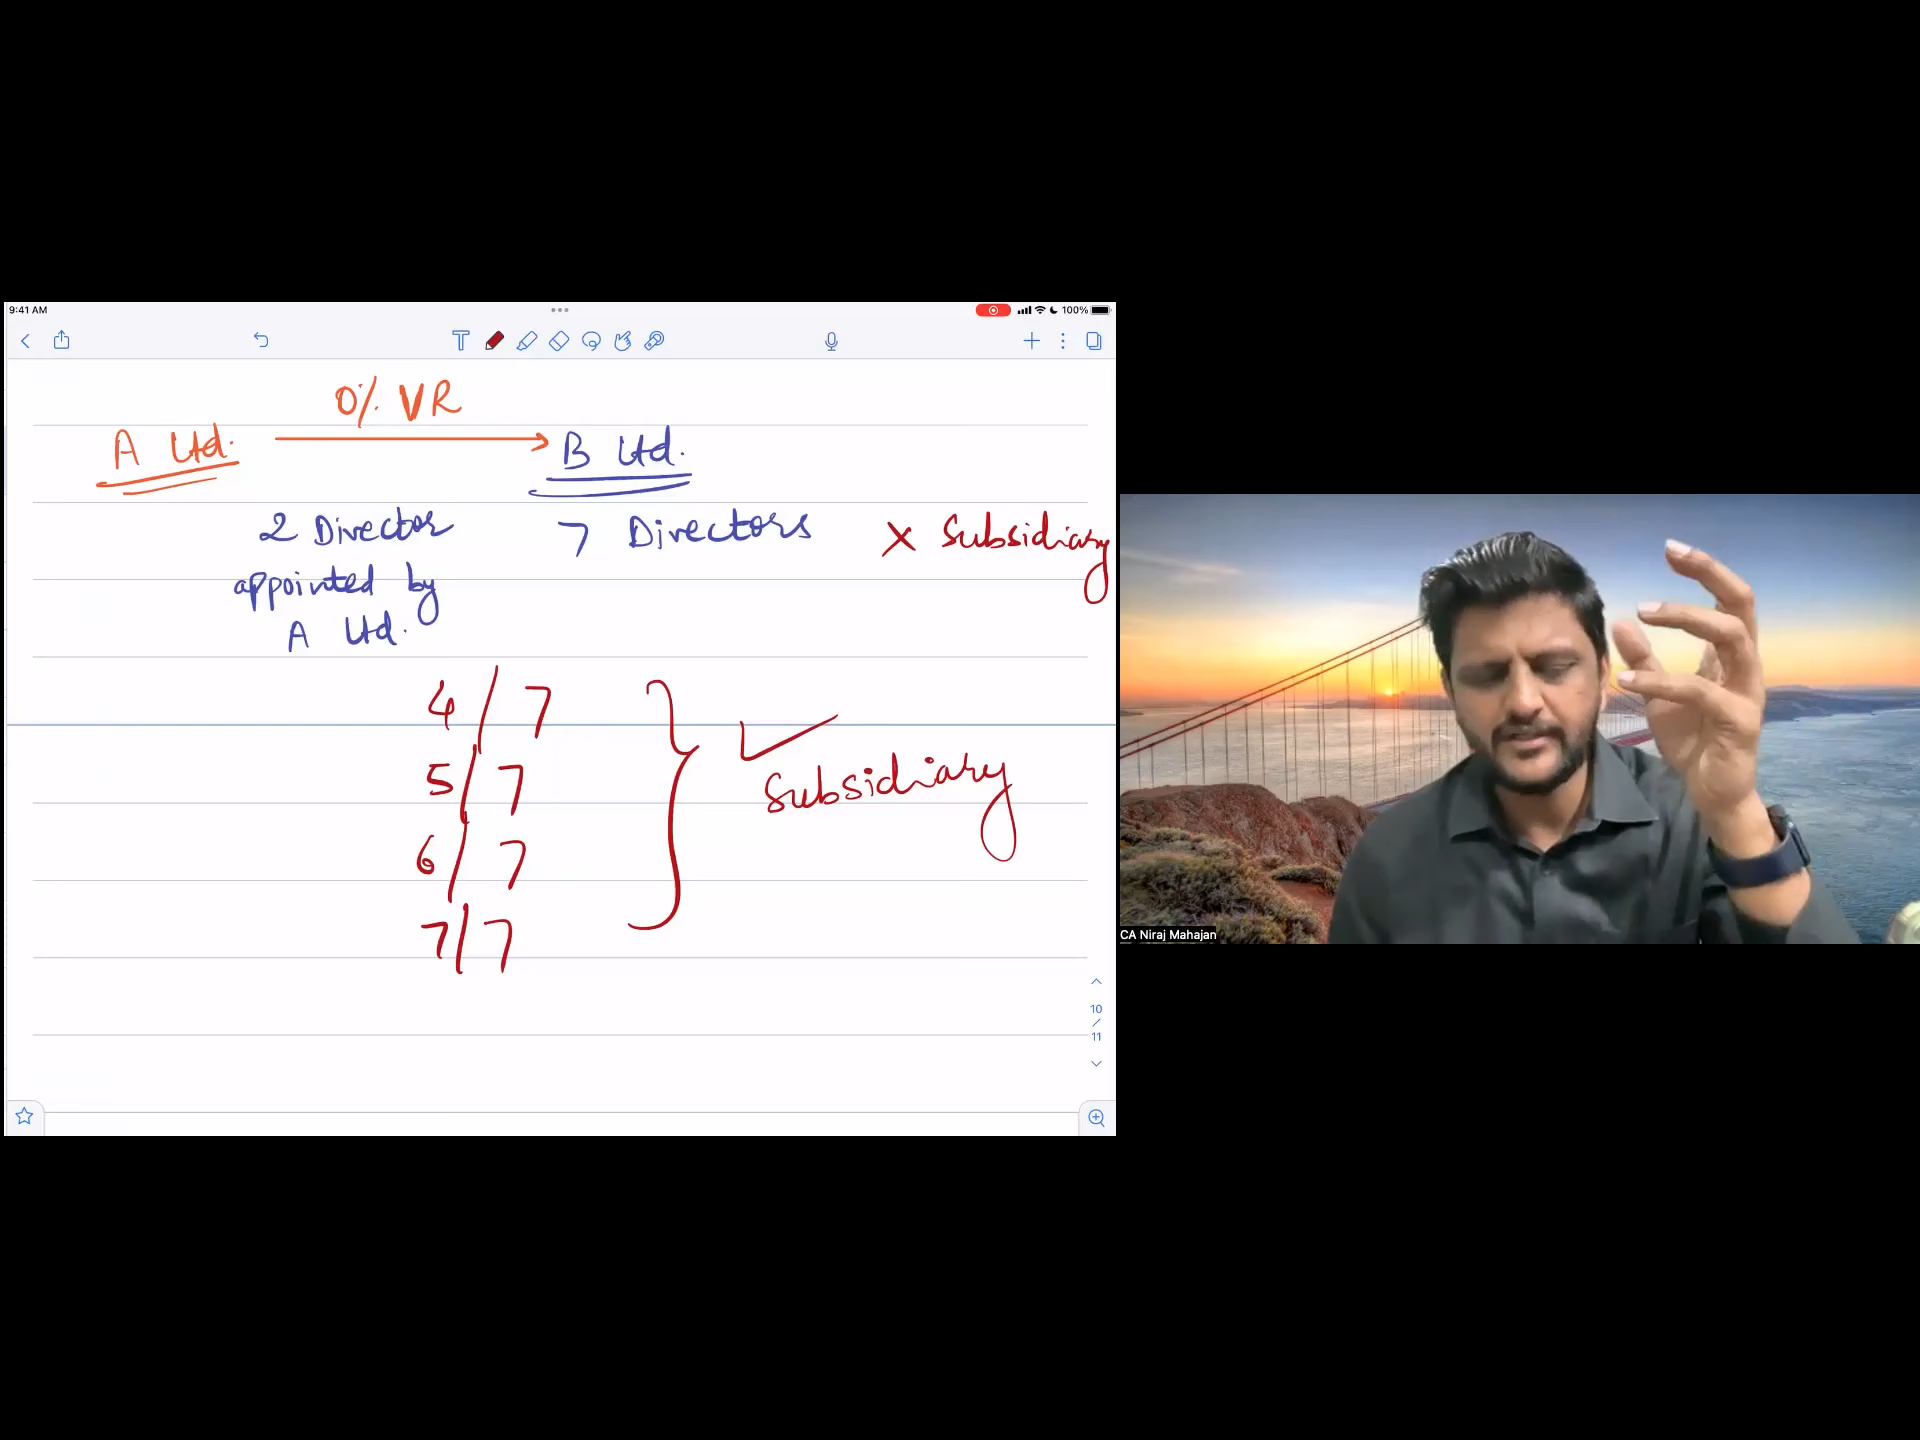 9:41 AM
100%
0% VR
A Ltd. B Ltd.
2 Director 7 Directors x Subsidiary
appointed by
A Ltd.
4/7
5/7
Subsidiary
6/7
7/7
CA Niraj Mahajan
10
/
11